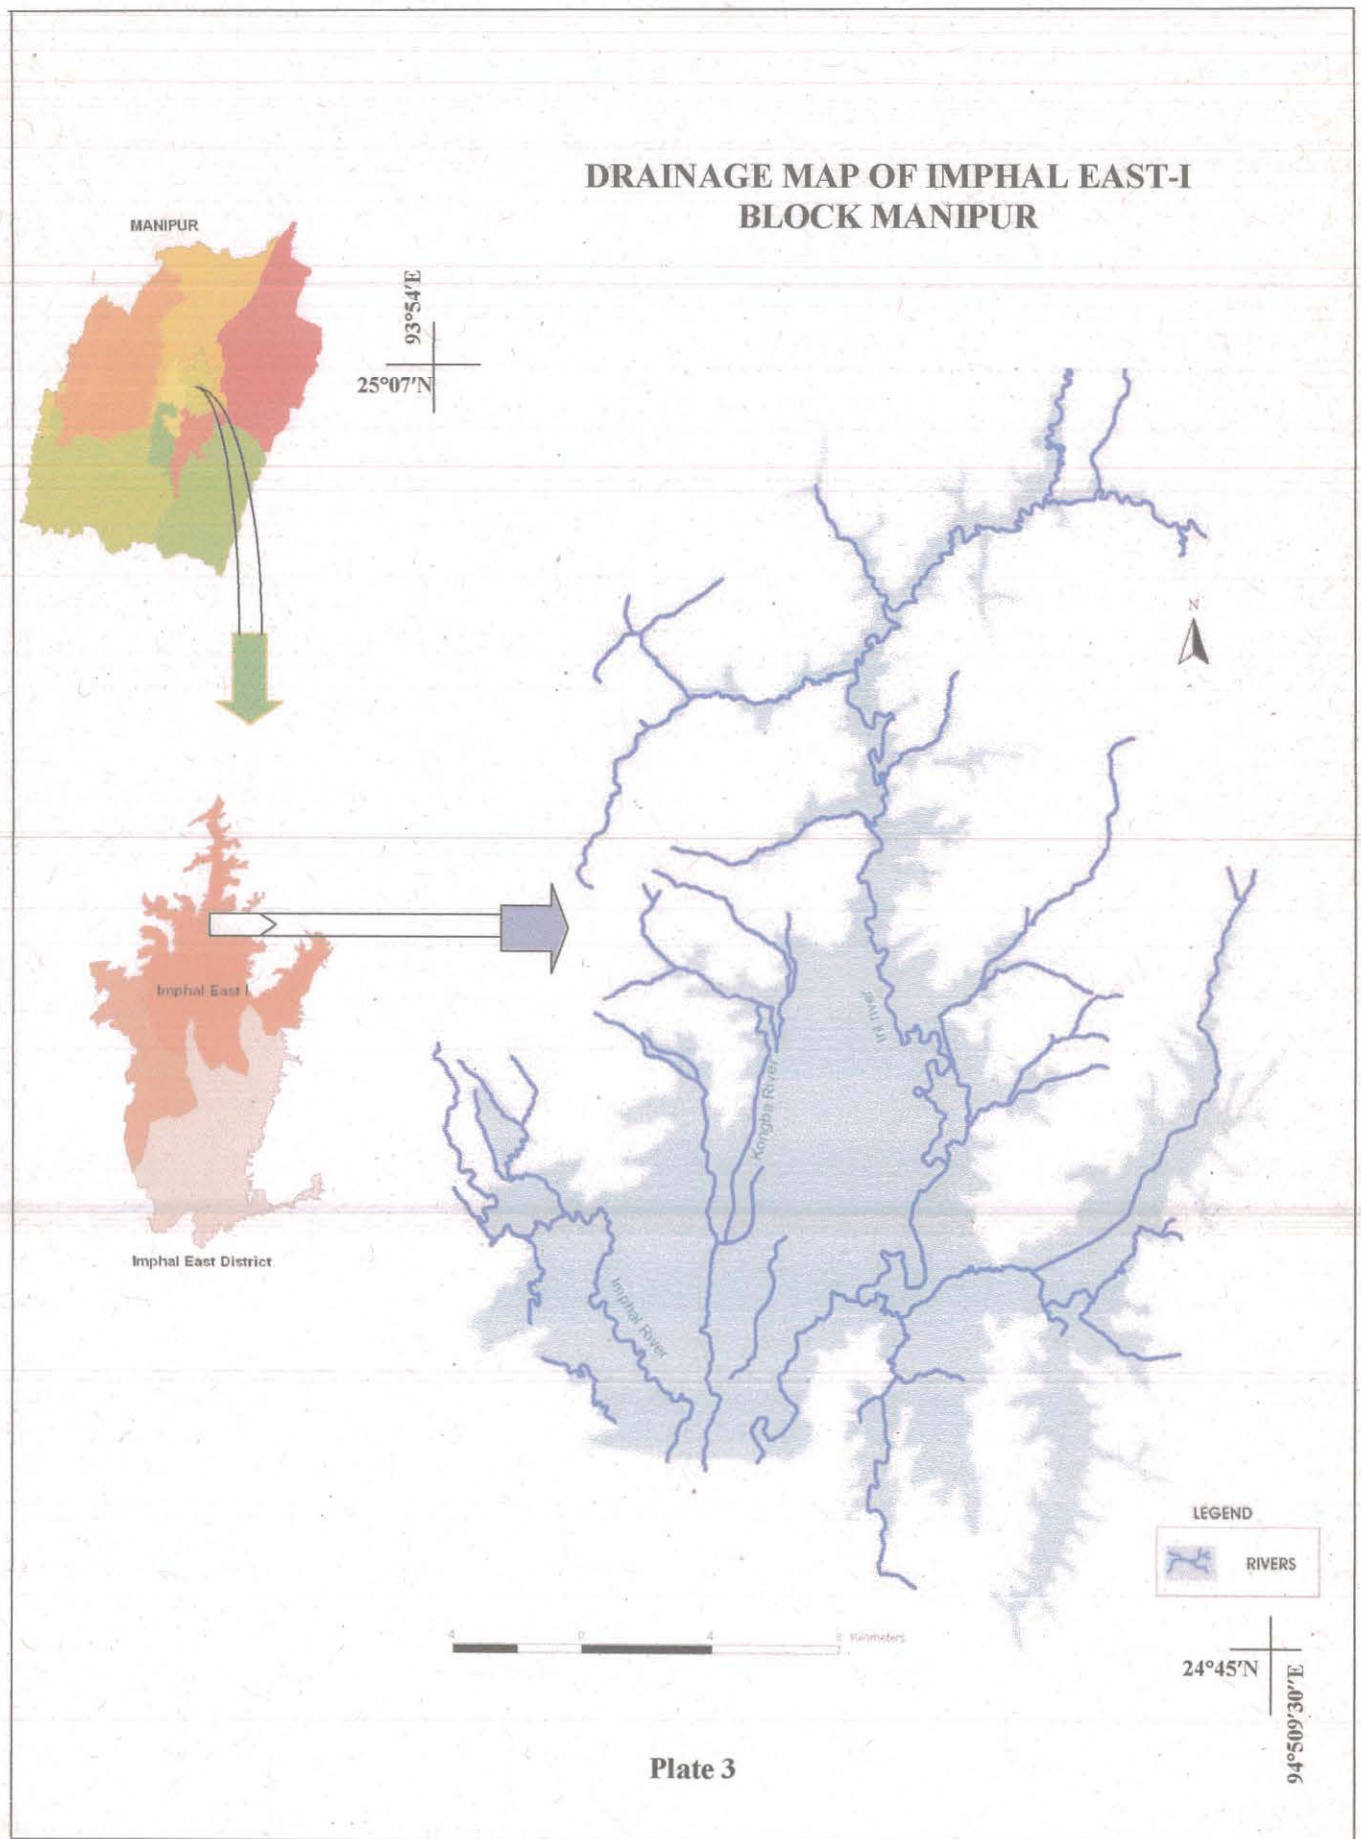 DRAINAGE MAP OF IMPHAL EAST-I
BLOCK MANIPUR
MANIPUR
93°54'E
25°07'N
N
Imphal East I
Imphal East District
Iril river
Kongba River
Imphal River
LEGEND
RIVERS
4 0 4 8 Kilometers
24°45'N
94°509'30"E
Plate 3